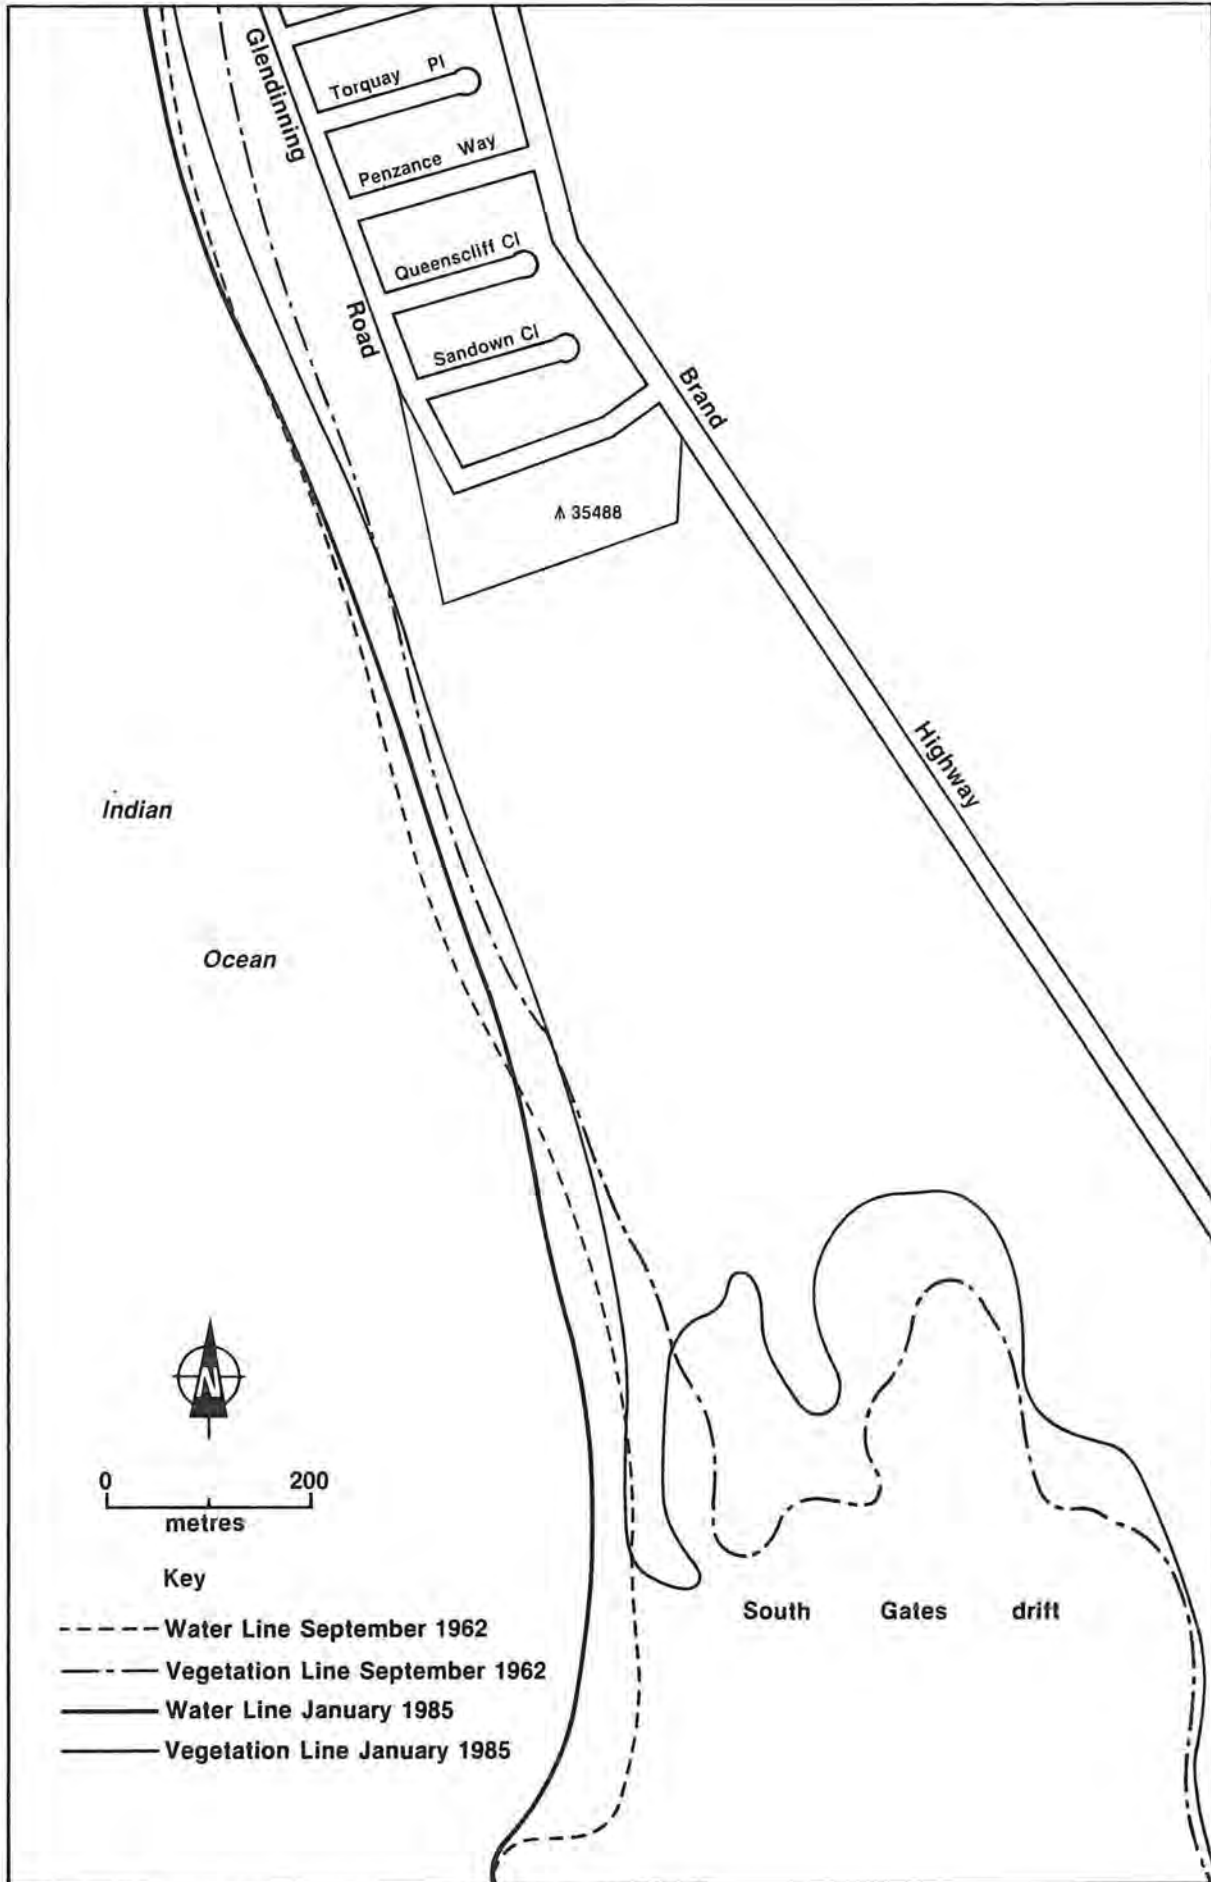 Glendinning
Road
Torquay Pl
Penzance Way
Queenscliff Cl
Sandown Cl
Brand
Highway
35488
Indian
Ocean
N
0 200
metres
Key
Water Line September 1962
Vegetation Line September 1962
Water Line January 1985
Vegetation Line January 1985
South Gates drift